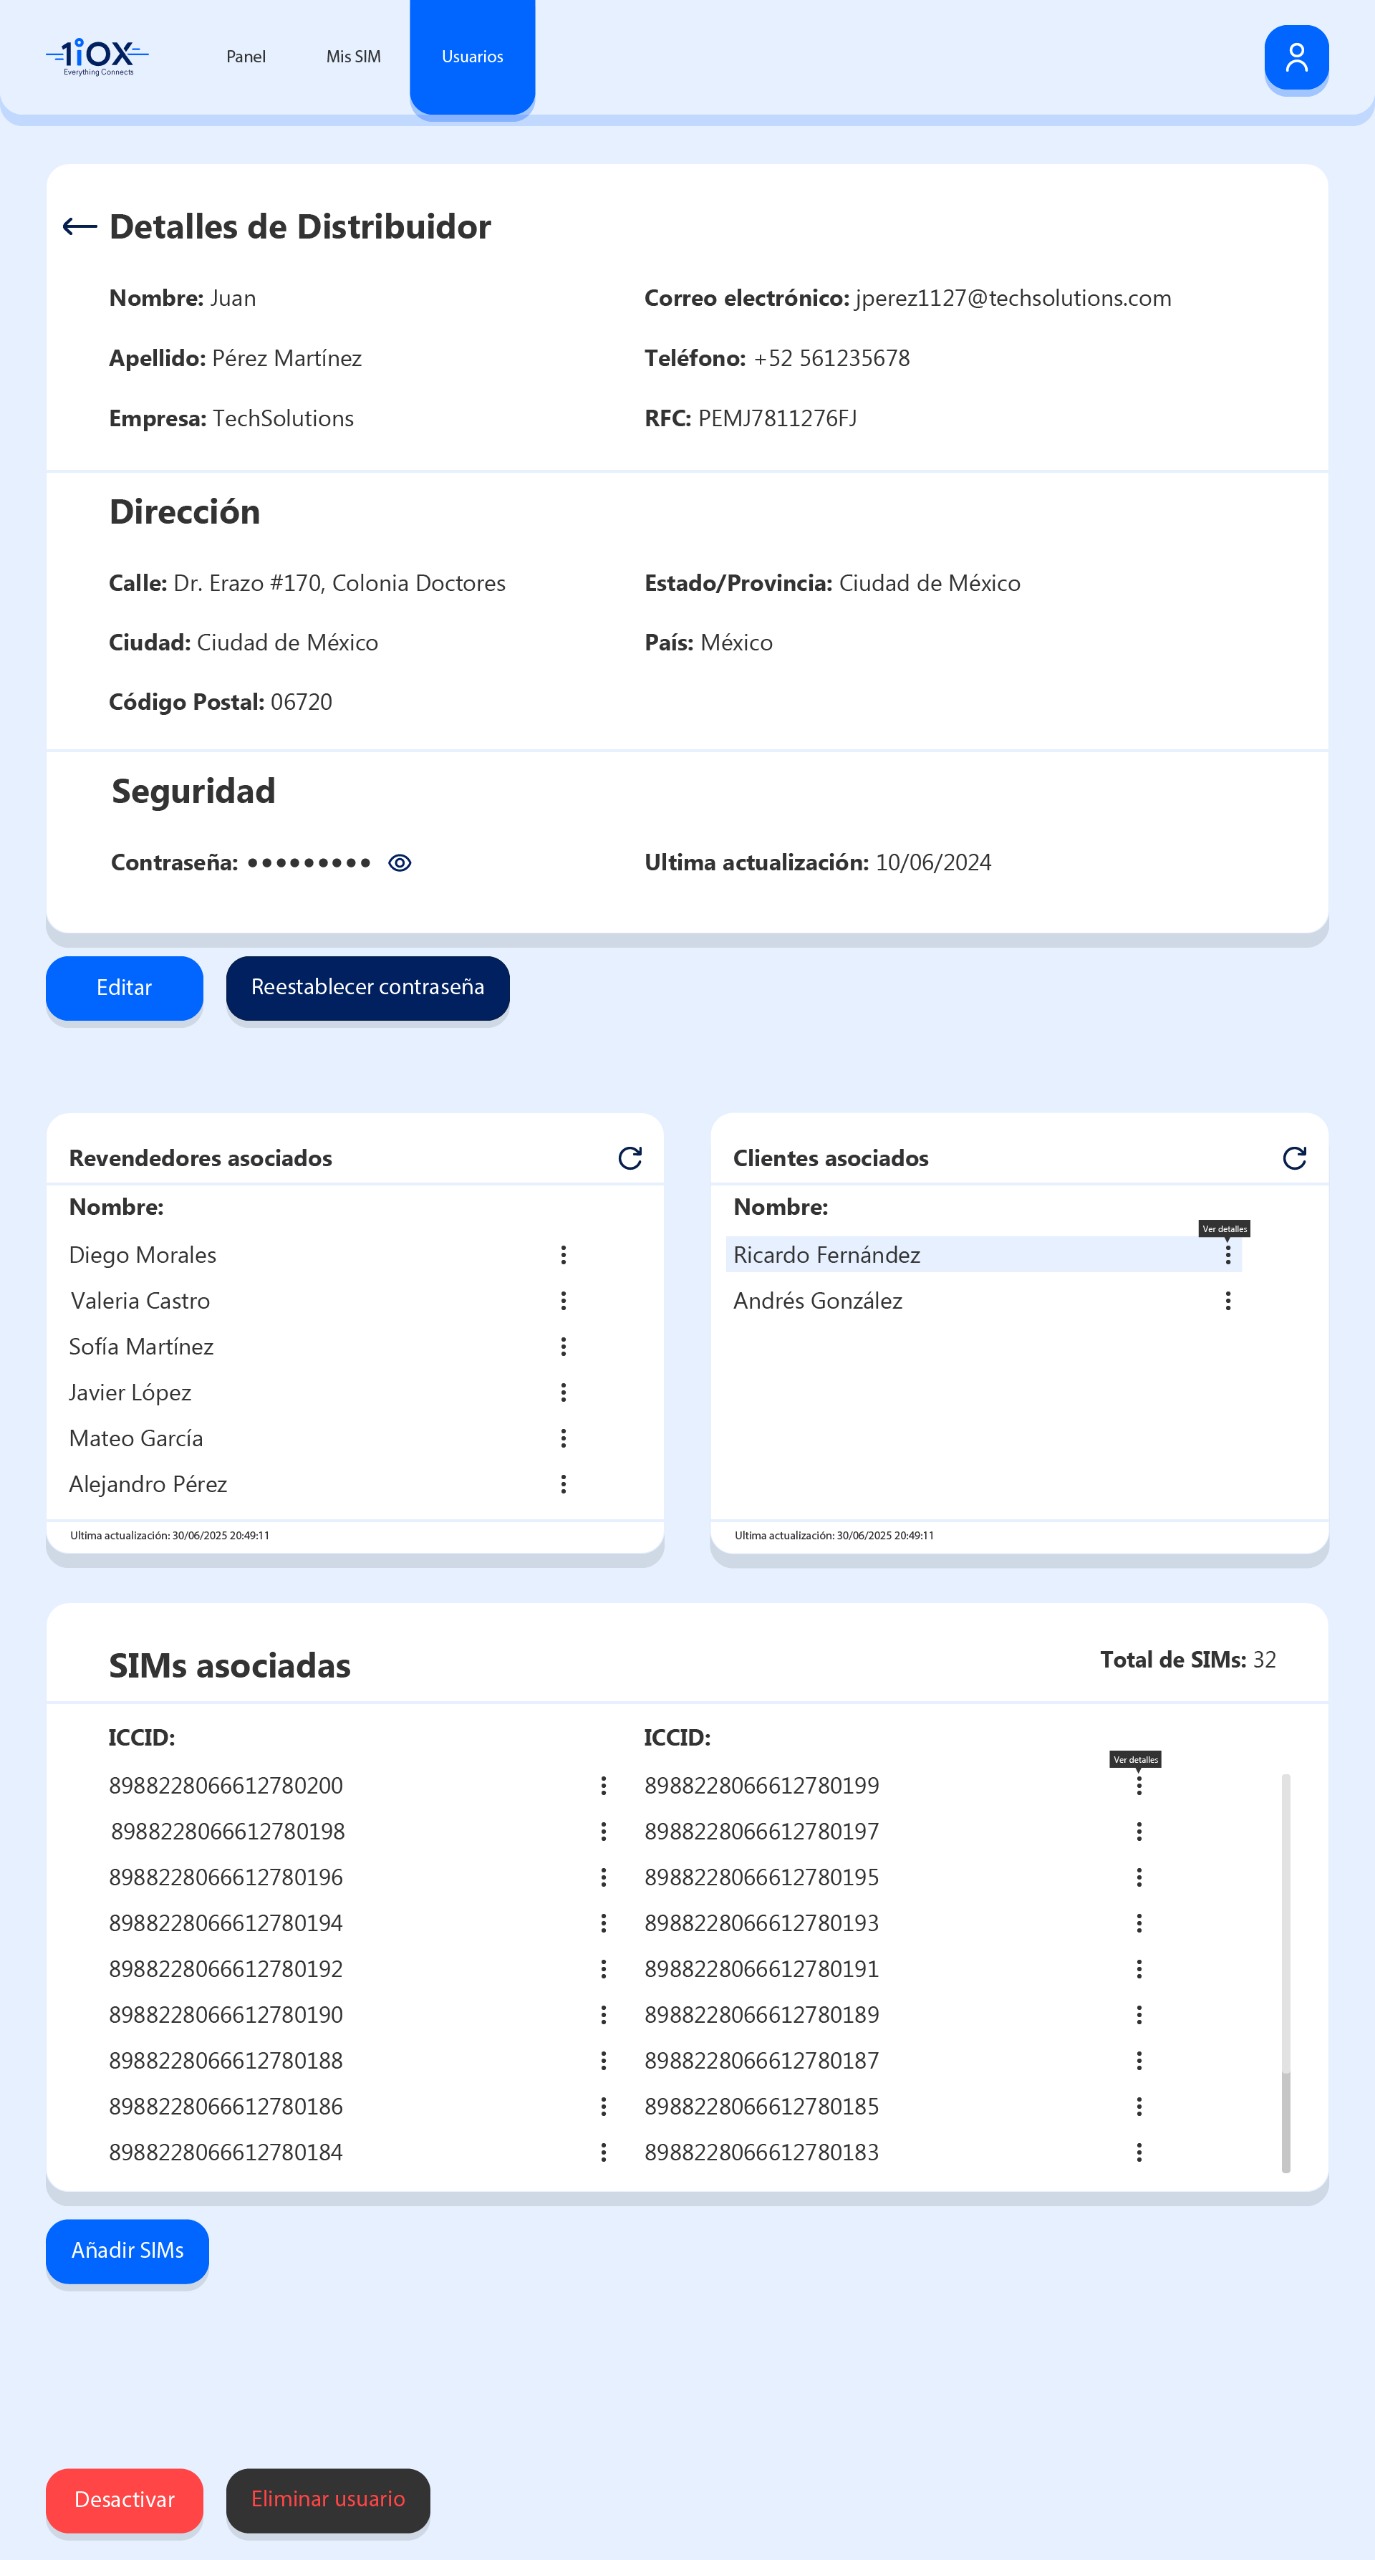 1iOX
Everything Connects
Panel
Mis SIM
Usuarios
Detalles de Distribuidor
Nombre: Juan
Correo electrónico: jperez1127@techsolutions.com
Apellido: Pérez Martínez
Teléfono: +52 561235678
Empresa: TechSolutions
RFC: PEMJ7811276FJ
Dirección
Calle: Dr. Erazo #170, Colonia Doctores
Estado/Provincia: Ciudad de México
Ciudad: Ciudad de México
País: México
Código Postal: 06720
Seguridad
Contraseña: •••••••••
Ultima actualización: 10/06/2024
Editar
Reestablecer contraseña
Revendedores asociados
Nombre:
Diego Morales
Valeria Castro
Sofía Martínez
Javier López
Mateo García
Alejandro Pérez
Ultima actualización: 30/06/2025 20:49:11
Clientes asociados
Nombre:
Ver detalles
Ricardo Fernández
Andrés González
Ultima actualización: 30/06/2025 20:49:11
SIMs asociadas
Total de SIMs: 32
ICCID:
ICCID:
Ver detalles
8988228066612780200
8988228066612780199
8988228066612780198
8988228066612780197
8988228066612780196
8988228066612780195
8988228066612780194
8988228066612780193
8988228066612780192
8988228066612780191
8988228066612780190
8988228066612780189
8988228066612780188
8988228066612780187
8988228066612780186
8988228066612780185
8988228066612780184
8988228066612780183
Añadir SIMs
Desactivar
Eliminar usuario